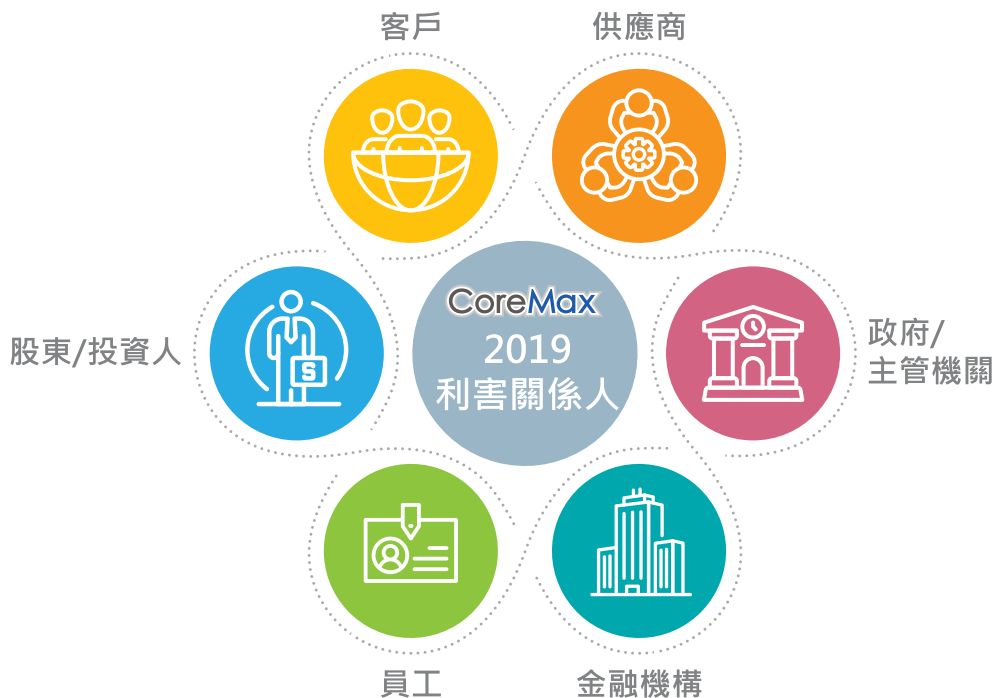 客戶
供應商
CoreMax
2019
利害關係人
股東/投資人
政府/
主管機關
S
員工
金融機構